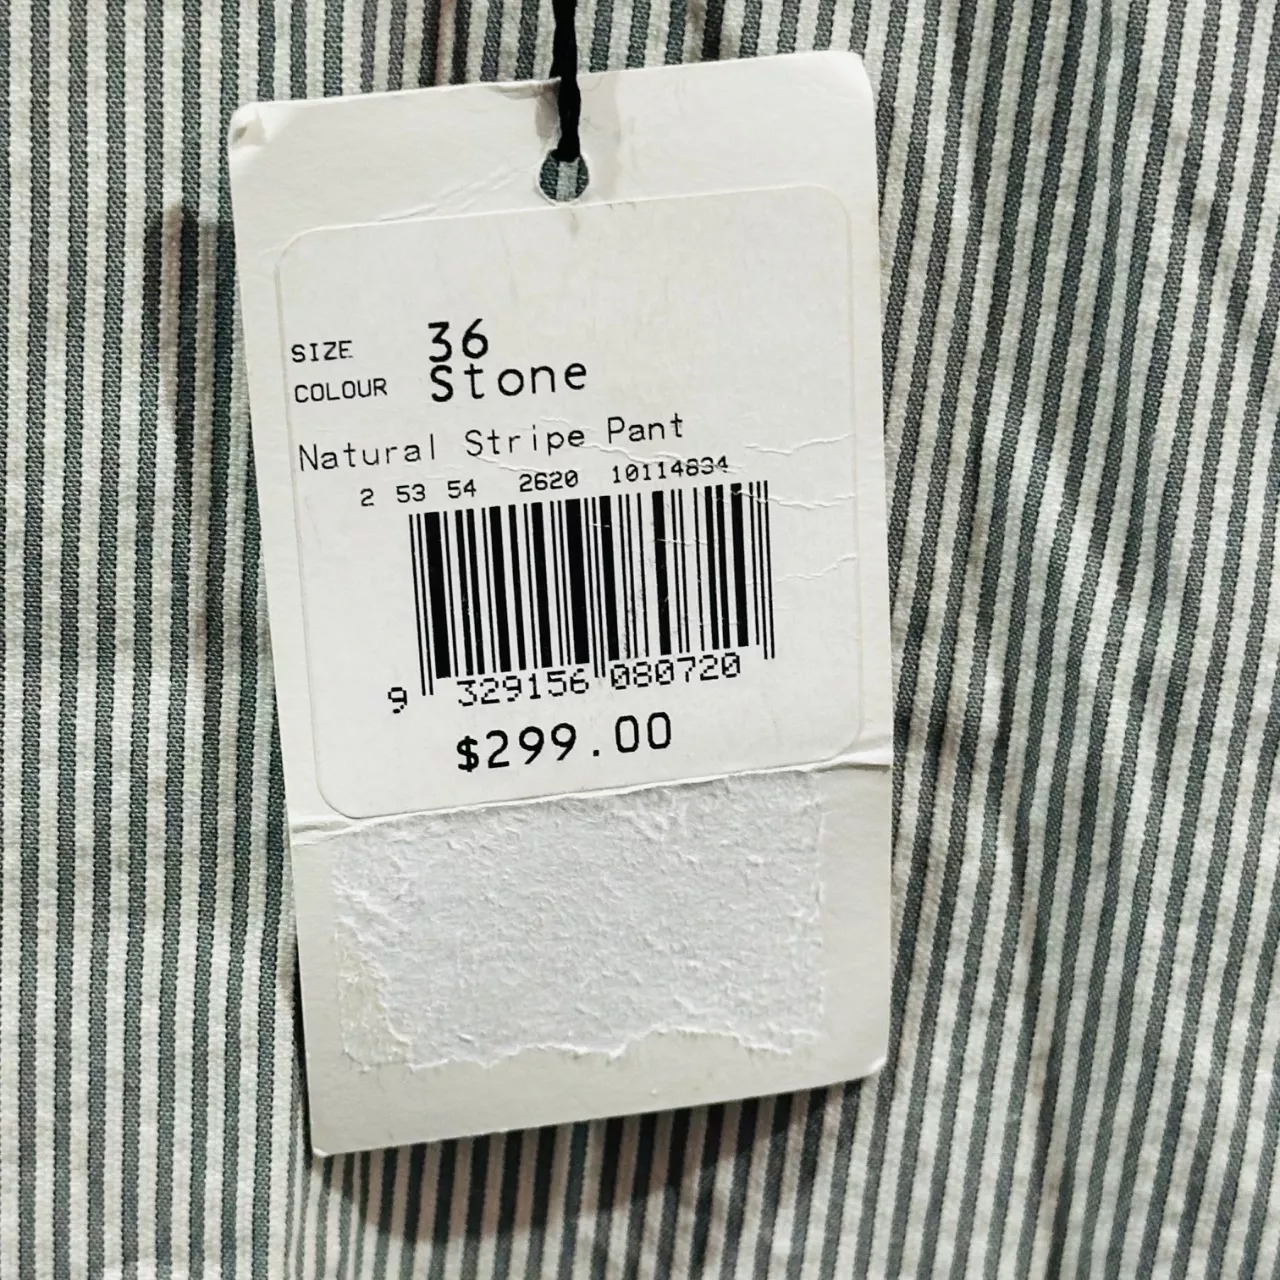 SIZE 36
COLOUR Stone
Natural Stripe Pant
2 53 54 2620 10114834
9 329156 080720
$299.00